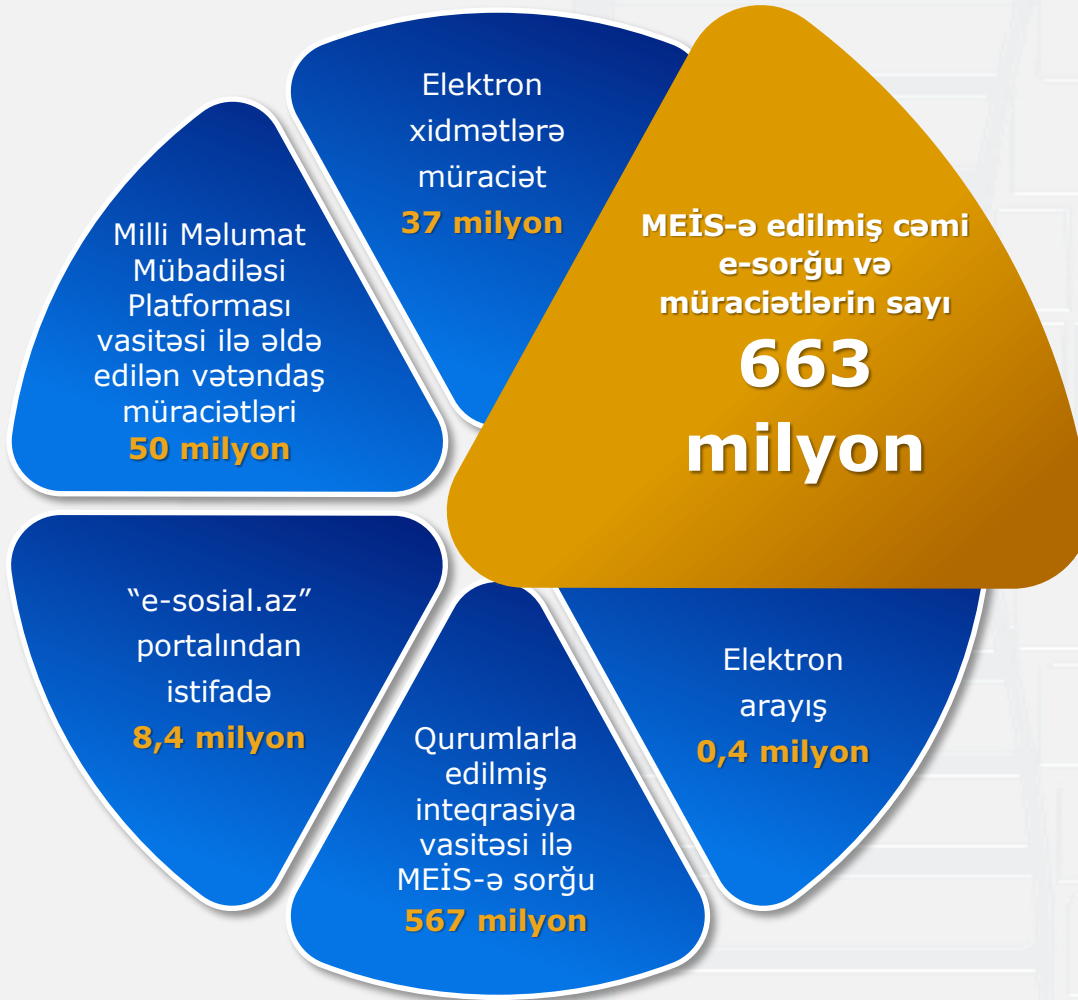 Elektron
xidmətlərə
müraciət
37 milyon
MEİS-ə edilmiş cəmi
e-sorğu və
müraciətlərin sayı
663
milyon
Milli Məlumat
Mübadiləsi
Platforması
vasitəsi ilə əldə
edilən vətəndaş
müraciətləri
50 milyon
“e-sosial.az”
portalından
istifadə
8,4 milyon
Qurumlarla
edilmiş
inteqrasiya
vasitəsi ilə
MEİS-ə sorğu
567 milyon
Elektron
arayış
0,4 milyon